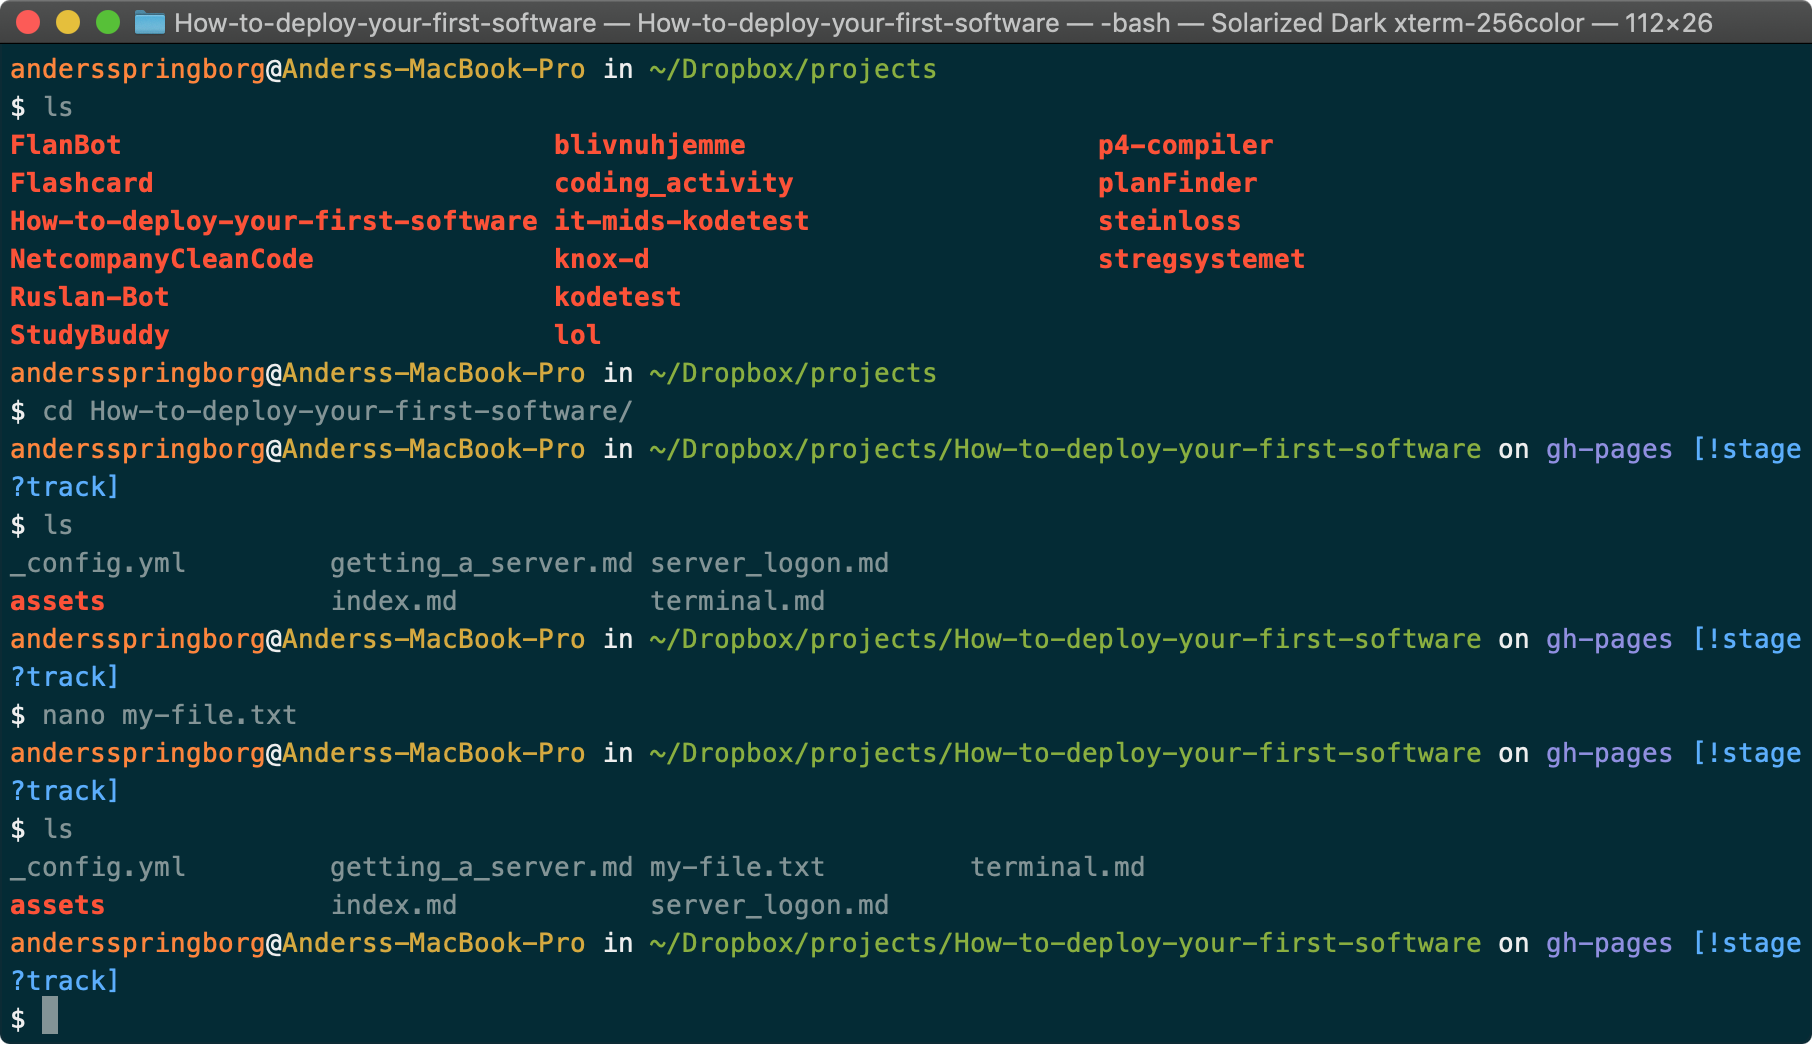 How-to-deploy-your-first-software — How-to-deploy-your-first-software — -bash — Solarized Dark xterm-256color — 112×26
andersspringborg@Anderss-MacBook-Pro in ~/Dropbox/projects
$ ls
FlanBot blivnuhjemme p4-compiler
Flashcard coding_activity planFinder
How-to-deploy-your-first-software it-mids-kodetest steinloss
NetcompanyCleanCode knox-d stregsystemet
Ruslan-Bot kodetest
StudyBuddy lol
andersspringborg@Anderss-MacBook-Pro in ~/Dropbox/projects
$ cd How-to-deploy-your-first-software/
andersspringborg@Anderss-MacBook-Pro in ~/Dropbox/projects/How-to-deploy-your-first-software on gh-pages [!stage
?track]
$ ls
_config.yml getting_a_server.md server_logon.md
assets index.md terminal.md
andersspringborg@Anderss-MacBook-Pro in ~/Dropbox/projects/How-to-deploy-your-first-software on gh-pages [!stage
?track]
$ nano my-file.txt
andersspringborg@Anderss-MacBook-Pro in ~/Dropbox/projects/How-to-deploy-your-first-software on gh-pages [!stage
?track]
$ ls
_config.yml getting_a_server.md my-file.txt terminal.md
assets index.md server_logon.md
andersspringborg@Anderss-MacBook-Pro in ~/Dropbox/projects/How-to-deploy-your-first-software on gh-pages [!stage
?track]
$